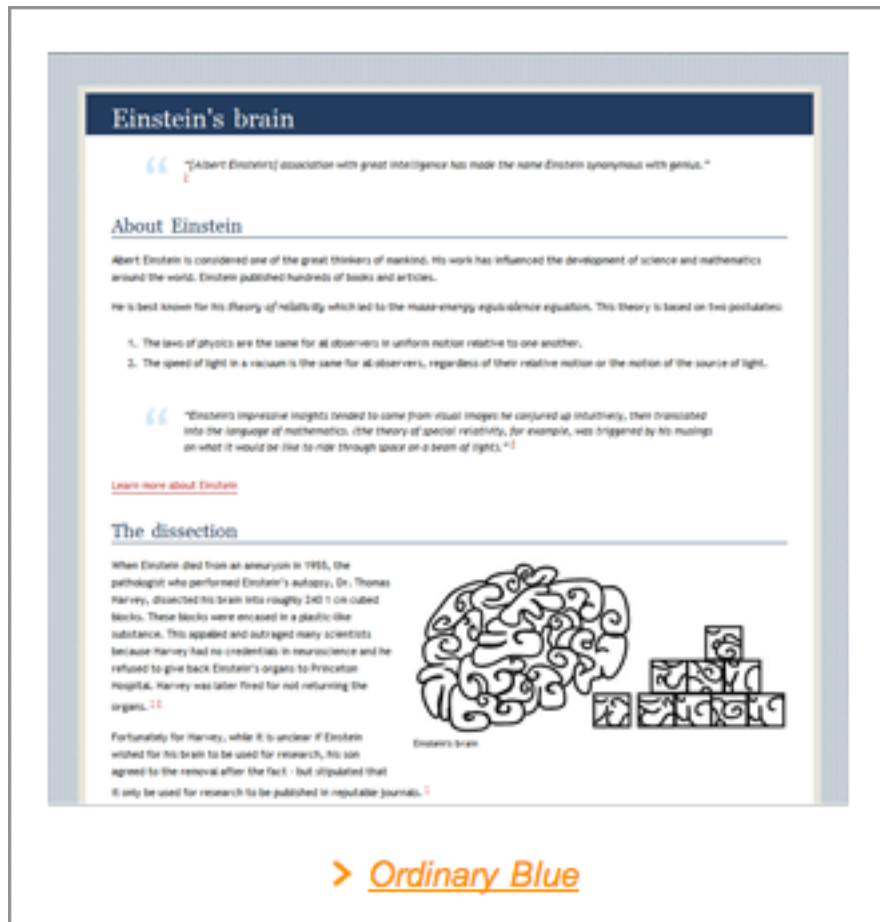 Einstein's brain
“ "[Albert Einstein's] association with great intelligence has made the name Einstein synonymous with genius."
About Einstein
Albert Einstein is considered one of the great thinkers of mankind. His work has influenced the development of science and mathematics
around the world. Einstein published hundreds of books and articles.
He is best known for his theory of relativity which led to the mass-energy equivalence equation. This theory is based on two postulates:
1. The laws of physics are the same for all observers in uniform motion relative to one another.
2. The speed of light in a vacuum is the same for all observers, regardless of their relative motion or the motion of the source of light.
“ "Einstein's impressive insights tended to come from visual images he conjured up intuitively, then translated
into the language of mathematics. (the theory of special relativity, for example, was triggered by his musings
on what it would be like to ride through space on a beam of light)."
Learn more about Einstein
The dissection
When Einstein died from an aneurysm in 1955, the
pathologist who performed Einstein's autopsy, Dr. Thomas
Harvey, dissected his brain into roughly 240 1 cm cubed
blocks. These blocks were encased in a plastic-like
substance. This appalled and outraged many scientists
because Harvey had no credentials in neuroscience and he
refused to give back Einstein's organs to Princeton
Hospital. Harvey was later fired for not returning the
organs.
Einstein's brain
Fortunately for Harvey, while it is unclear if Einstein
wished for his brain to be used for research, his son
agreed to the removal after the fact - but stipulated that
it only be used for research to be published in reputable journals.
> Ordinary Blue